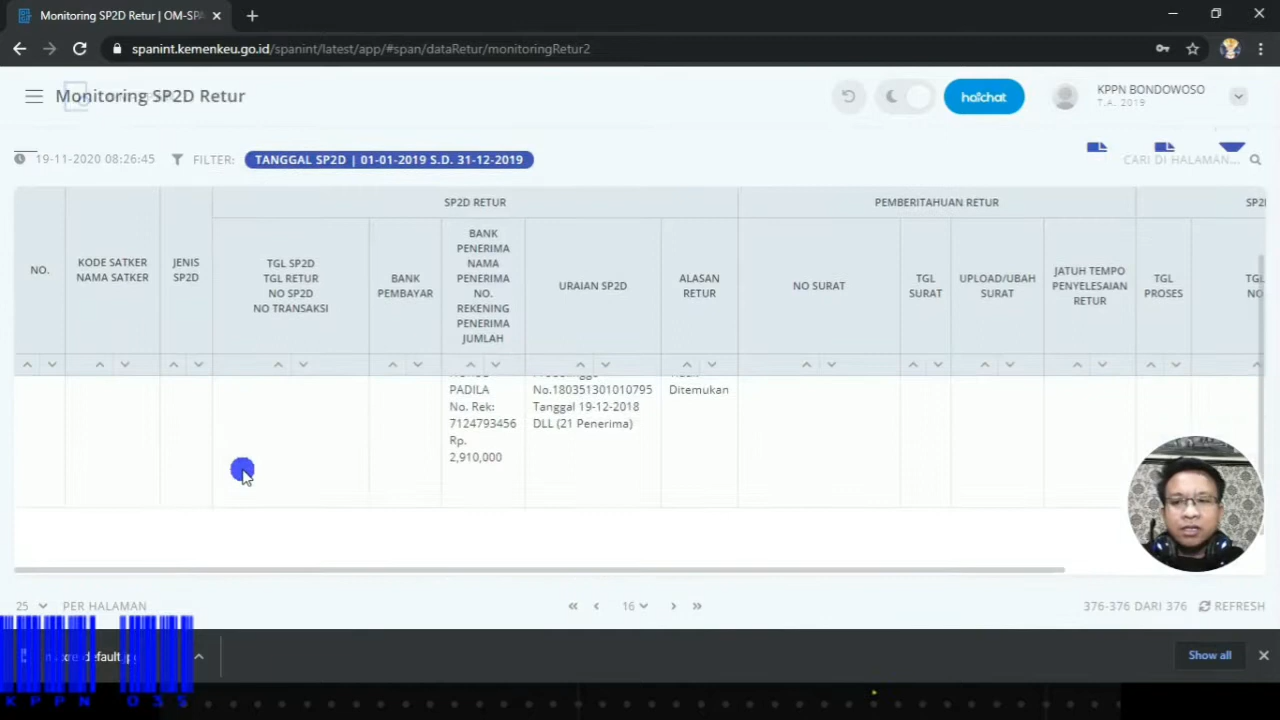 Monitoring SP2D Retur | OM-SPA
spanint.kemenkeu.go.id/spanint/latest/app/#span/dataRetur/monitoringRetur2
Monitoring SP2D Retur
haichat
KPPN BONDOWOSO
T.A. 2019
19-11-2020 08:26:45
FILTER:
TANGGAL SP2D | 01-01-2019 S.D. 31-12-2019
CARI DI HALAMAN...
SP2D RETUR
PEMBERITAHUAN RETUR
SP2
NO.
KODE SATKER
NAMA SATKER
JENIS
SP2D
TGL SP2D
TGL RETUR
NO SP2D
NO TRANSAKSI
BANK
PEMBAYAR
BANK
PENERIMA
NAMA
PENERIMA
NO.
REKENING
PENERIMA
JUMLAH
URAIAN SP2D
ALASAN
RETUR
NO SURAT
TGL
SURAT
UPLOAD/UBAH
SURAT
JATUH TEMPO
PENYELESAIAN
RETUR
TGL
PROSES
TGL
NO
PADILA
No. Rek:
7124793456
Rp.
2,910,000
No.180351301010795
Tanggal 19-12-2018
DLL (21 Penerima)
Ditemukan
25
PER HALAMAN
16
376-376 DARI 376
REFRESH
Show all
KPPN OSS